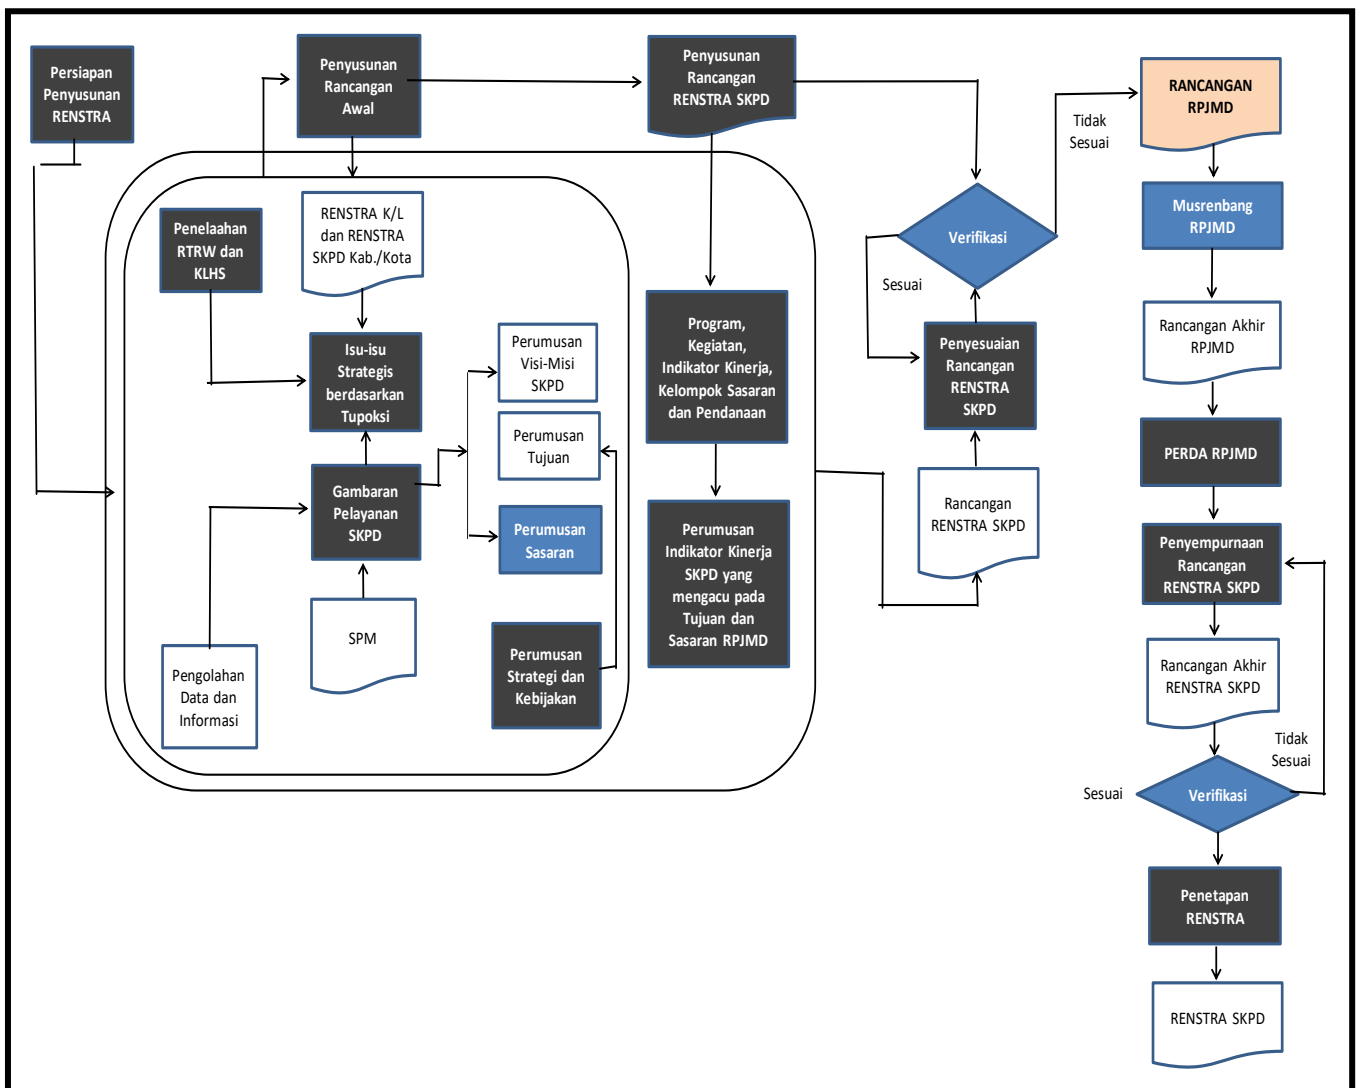 Persiapan
Penyusunan
RENSTRA
Penyusunan
Rancangan
Awal
Penyusunan
Rancangan
RENSTRA SKPD
Tidak
Sesuai
RANCANGAN
RPJMD
Penelaahan
RTRW dan
KLHS
RENSTRA K/L
dan RENSTRA
SKPD Kab./Kota
Verifikasi
Musrenbang
RPJMD
Sesuai
Isu-isu
Strategis
berdasarkan
Tupoksi
Perumusan
Visi-Misi
SKPD
Program,
Kegiatan,
Indikator Kinerja,
Kelompok Sasaran
dan Pendanaan
Penyesuaian
Rancangan
RENSTRA
SKPD
Rancangan Akhir
RPJMD
Perumusan
Tujuan
PERDA RPJMD
Gambaran
Pelayanan
SKPD
Perumusan
Sasaran
Perumusan
Indikator Kinerja
SKPD yang
mengacu pada
Tujuan dan
Sasaran RPJMD
Rancangan
RENSTRA SKPD
Penyempurnaan
Rancangan
RENSTRA SKPD
SPM
Pengolahan
Data dan
Informasi
Perumusan
Strategi dan
Kebijakan
Rancangan Akhir
RENSTRA SKPD
Tidak
Sesuai
Sesuai
Verifikasi
Penetapan
RENSTRA
RENSTRA SKPD